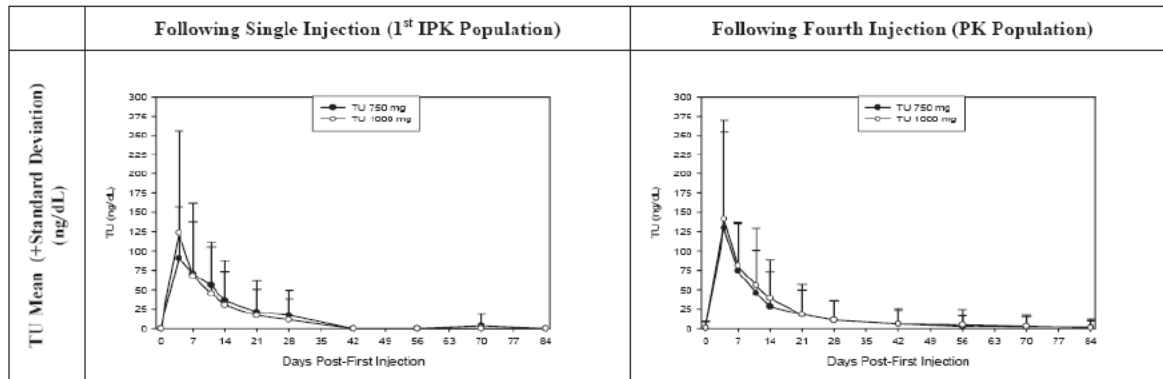 Following Single Injection (1st IPK Population)
Following Fourth Injection (PK Population)
TU Mean (+Standard Deviation)
(ng/dL)
TU (ng/dL)
300
275
250
225
200
175
150
125
100
75
50
25
0
TU 750 mg
TU 1000 mg
0 7 14 21 28 35 42 49 56 63 70 77 84
Days Post-First Injection
TU (ng/dL)
300
275
250
225
200
175
150
125
100
75
50
25
0
TU 750 mg
TU 1000 mg
0 7 14 21 28 35 42 49 56 63 70 77 84
Days Post-First Injection